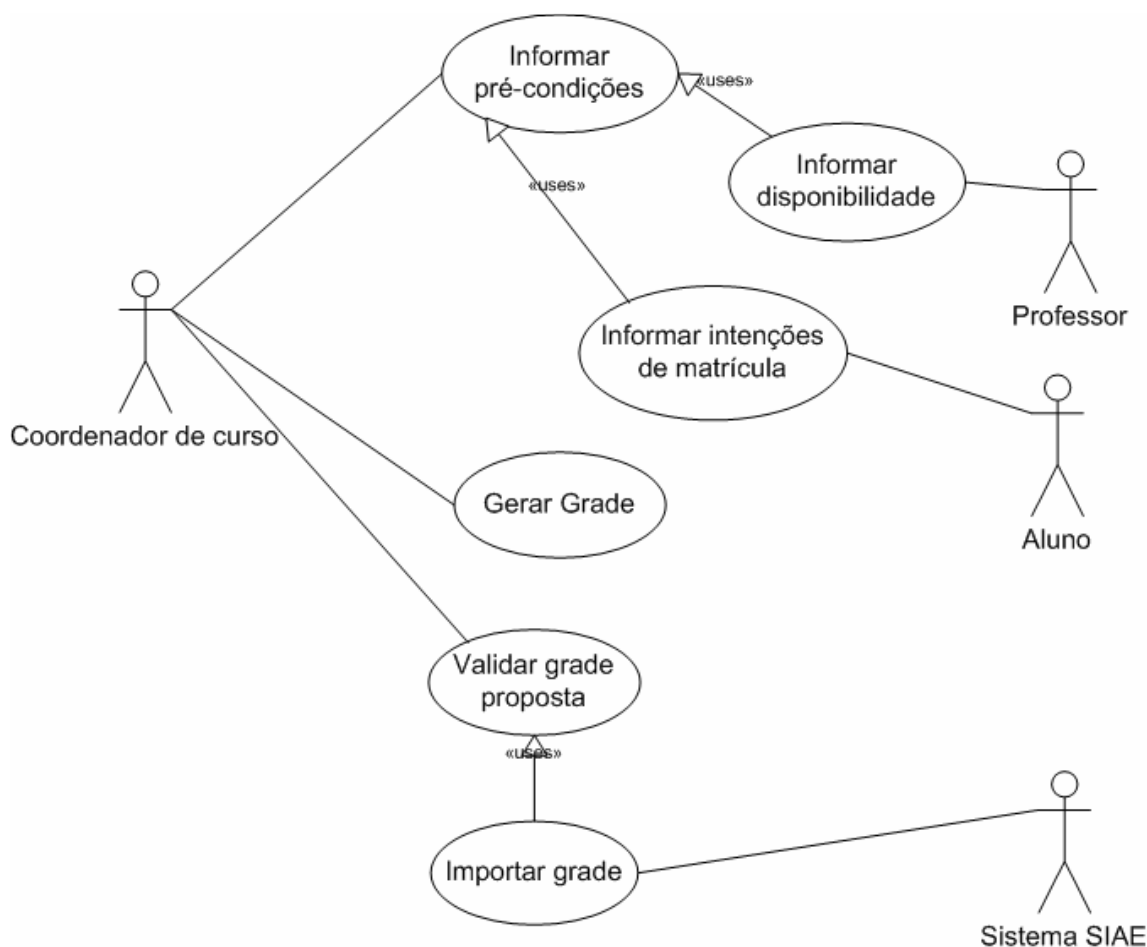 Informar
pré-condições
«uses»
Informar
disponibilidade
«uses»
Professor
Informar intenções
de matrícula
Coordenador de curso
Gerar Grade
Aluno
Validar grade
proposta
«uses»
Importar grade
Sistema SIAE